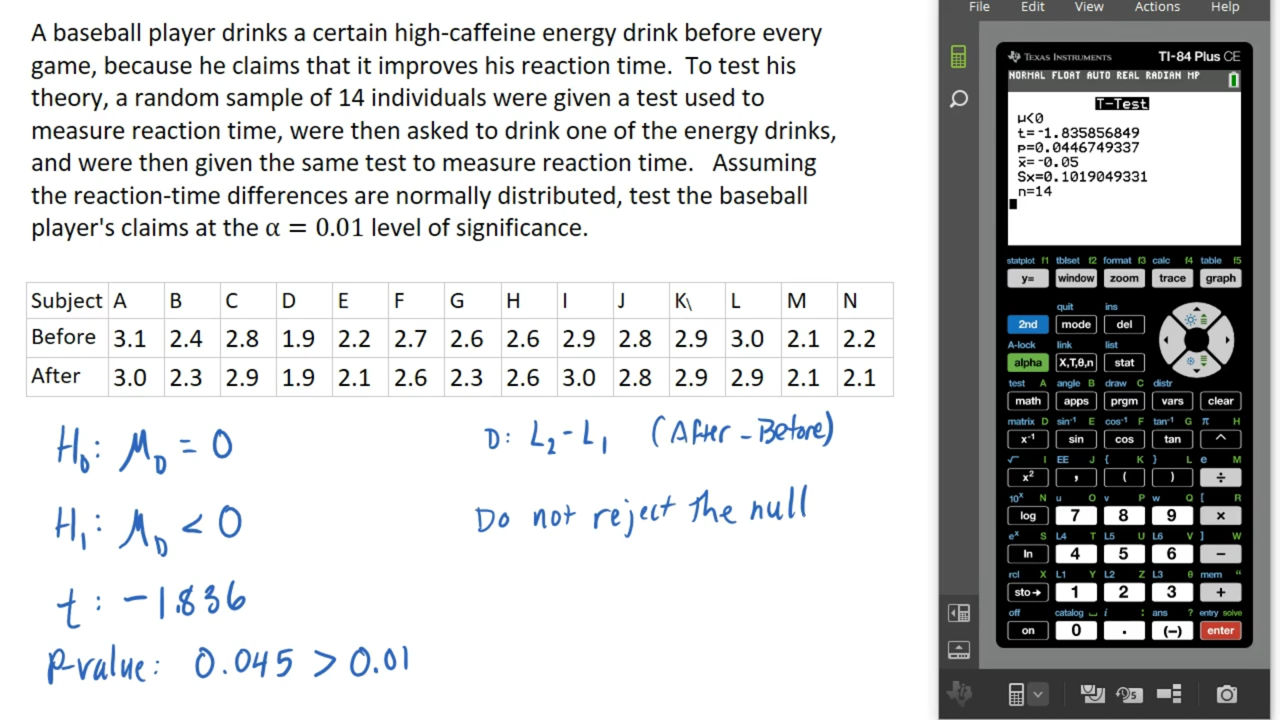 A baseball player drinks a certain high-caffeine energy drink before every
game, because he claims that it improves his reaction time. To test his
theory, a random sample of 14 individuals were given a test used to
measure reaction time, were then asked to drink one of the energy drinks,
and were then given the same test to measure reaction time. Assuming
the reaction-time differences are normally distributed, test the baseball
player's claims at the α = 0.01 level of significance.
Subject A B C D E F G H I J K\ L M N
Before 3.1 2.4 2.8 1.9 2.2 2.7 2.6 2.6 2.9 2.8 2.9 3.0 2.1 2.2
After 3.0 2.3 2.9 1.9 2.1 2.6 2.3 2.6 3.0 2.8 2.9 2.9 2.1 2.1
H₀: μ_D = 0
H₁: μ_D < 0
t: -1.836
P-value: 0.045 > 0.01
D: L₂-L₁ (After-Before)
Do not reject the null
File Edit View Actions Help
TEXAS INSTRUMENTS TI-84 Plus CE
NORMAL FLOAT AUTO REAL RADIAN MP
T-Test
μ<0
t=-1.835856849
p=0.0446749337
x̄=-0.05
Sx=0.1019049331
n=14
statplot f1 tblset f2 format f3 calc f4 table f5
y= window zoom trace graph
quit ins
2nd mode del
A-lock link list
alpha X,T,θ,n stat
test A angle B draw C distr
math apps prgm vars clear
matrix D sin⁻¹ E cos⁻¹ F tan⁻¹ G π H
x⁻¹ sin cos tan ^
√ I EE J { K } L e M
x² , ( ) ÷
10ˣ N u O v P w Q [ R
log 7 8 9 ×
eˣ S L4 T L5 U L6 V ] W
ln 4 5 6 −
rcl X L1 Y L2 Z L3 θ mem "
sto→ 1 2 3 +
off catalog ⎵ i : ans ? entry solve
on 0 . (−) enter